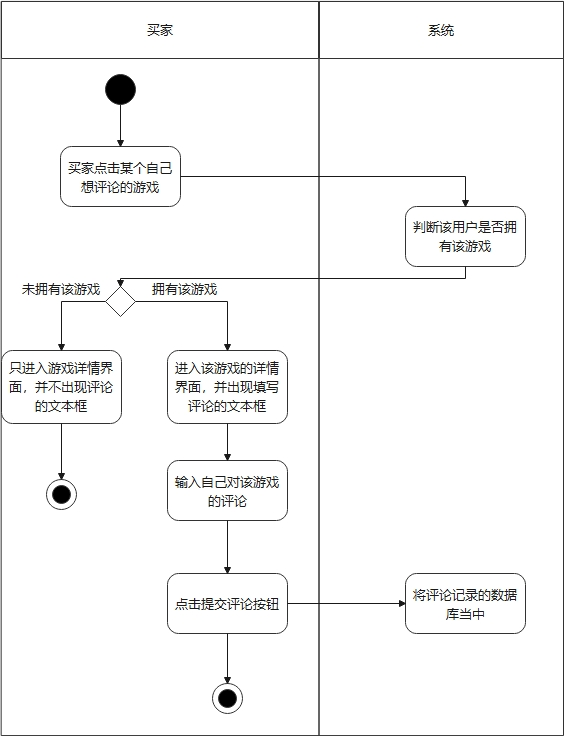 买家
系统
买家点击某个自己
想评论的游戏
判断该用户是否拥
有该游戏
未拥有该游戏
拥有该游戏
只进入游戏详情界
面，并不出现评论
的文本框
进入该游戏的详情
界面，并出现填写
评论的文本框
输入自己对该游戏
的评论
点击提交评论按钮
将评论记录的数据
库当中